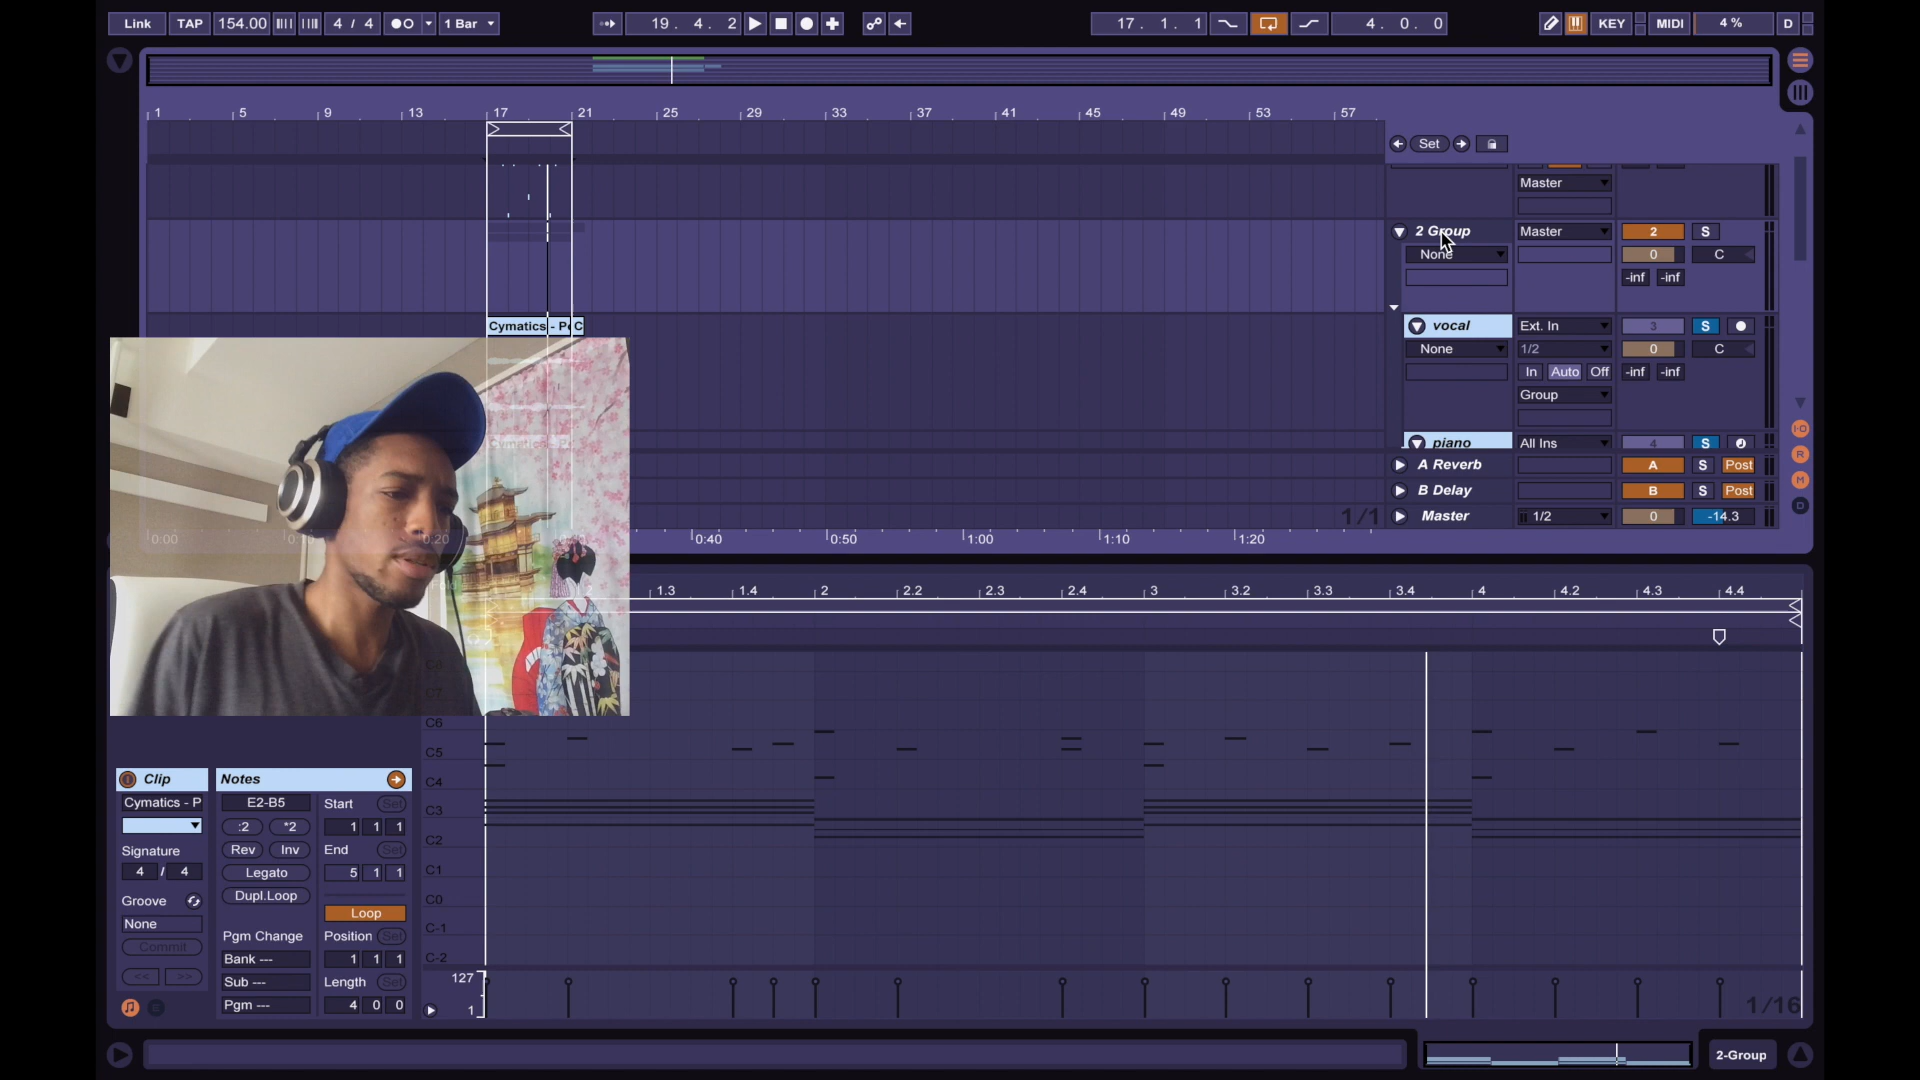 Link TAP 154.00 4 / 4 1 Bar 19. 4. 2 17. 1. 1 4. 0. 0 KEY MIDI 4 % D
1 5 9 13 17 21 25 29 33 37 41 45 49 53 57
Set
Master
2 Group Master 2 S
None 0 C
-inf -inf
Cymatics - P C vocal Ext. In 3 S
None 1/2 0 C
In Auto Off -inf -inf
Group
piano All Ins 4 S
A Reverb A S Post
B Delay B S Post
1/1 Master 1/2 0 -14.3
0:00 0:20 0:40 0:50 1:00 1:10 1:20
1.3 1.4 2 2.2 2.3 2.4 3 3.2 3.3 3.4 4 4.2 4.3 4.4
C6
C5
C4
C3
C2
C1
C0
C-1
C-2
Clip
Cymatics - P
Signature
4 / 4
Groove
None
Commit
<< >>
Notes
E2-B5
:2 *2
Rev Inv
Legato
Dupl.Loop
Pgm Change
Bank ---
Sub ---
Pgm ---
Start Set
1 1 1
End Set
5 1 1
Loop
Position Set
1 1 1
Length Set
4 0 0
127
1
1/16
2-Group
I-O
R
M
D